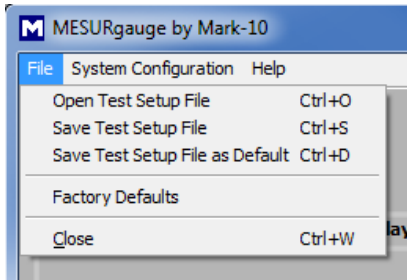 M MESURgauge by Mark-10
File System Configuration Help
Open Test Setup File Ctrl+O
Save Test Setup File Ctrl+S
Save Test Setup File as Default Ctrl+D
Factory Defaults
Close Ctrl+W
lay